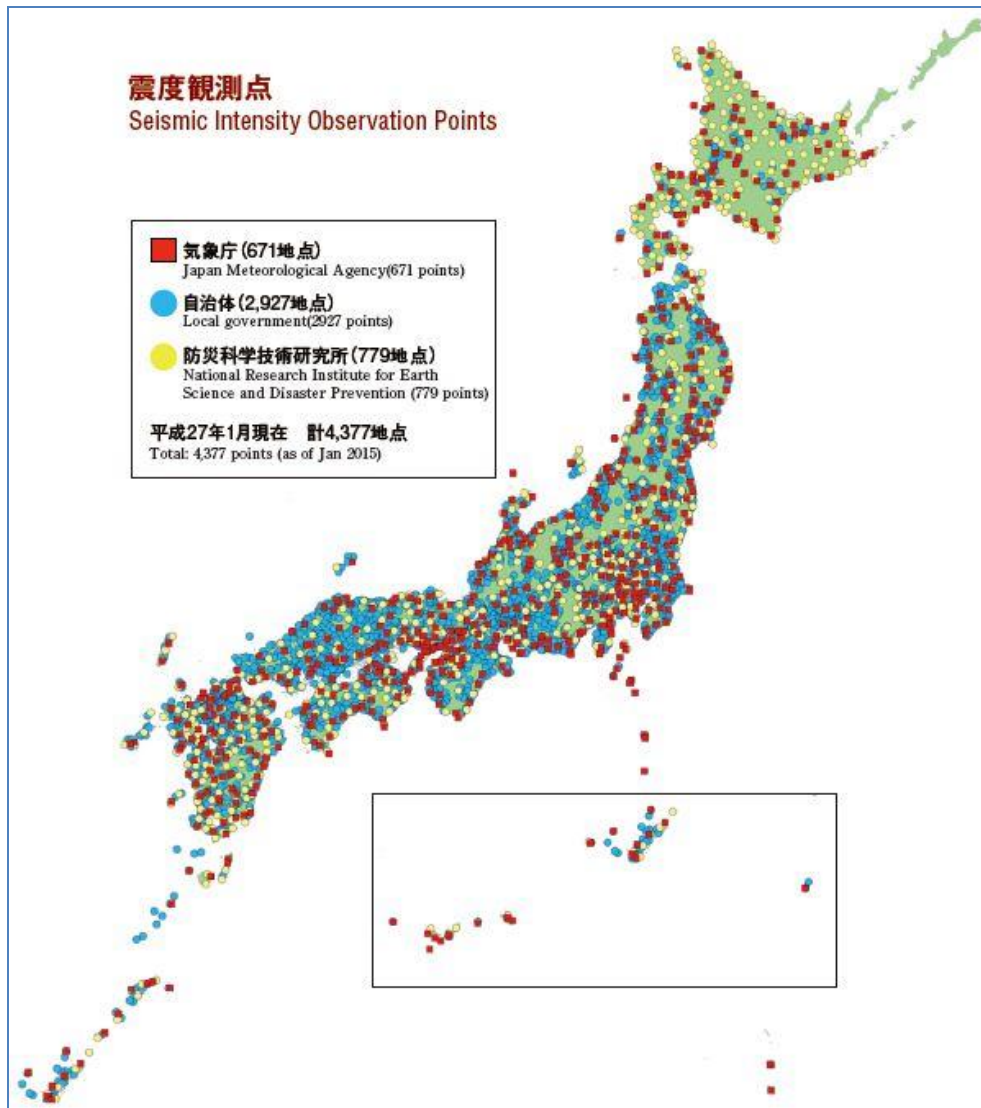 震度観測点
Seismic Intensity Observation Points
気象庁(671地点)
Japan Meteorological Agency(671 points)
自治体(2,927地点)
Local government(2927 points)
防災科学技術研究所(779地点)
National Research Institute for Earth
Science and Disaster Prevention (779 points)
平成27年1月現在　計4,377地点
Total: 4,377 points (as of Jan 2015)